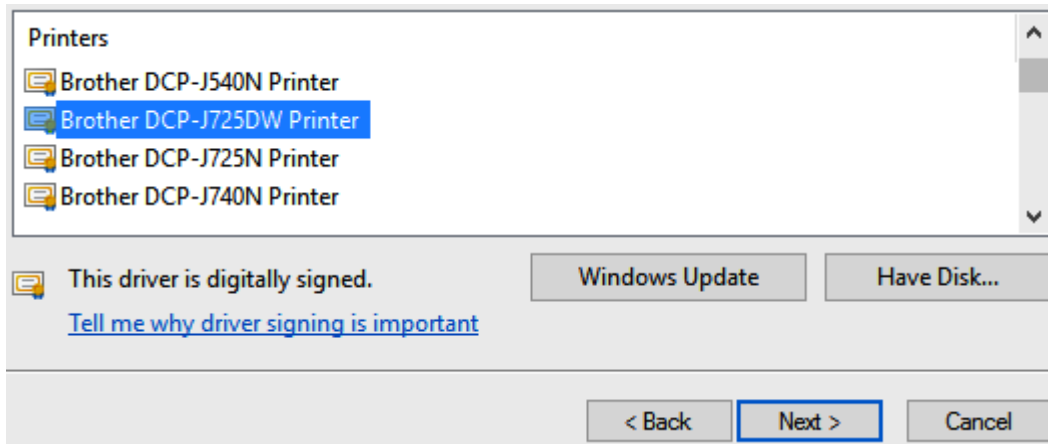 Printers
Brother DCP-J540N Printer
Brother DCP-J725DW Printer
Brother DCP-J725N Printer
Brother DCP-J740N Printer
This driver is digitally signed.
Windows Update
Have Disk...
Tell me why driver signing is important
< Back
Next >
Cancel